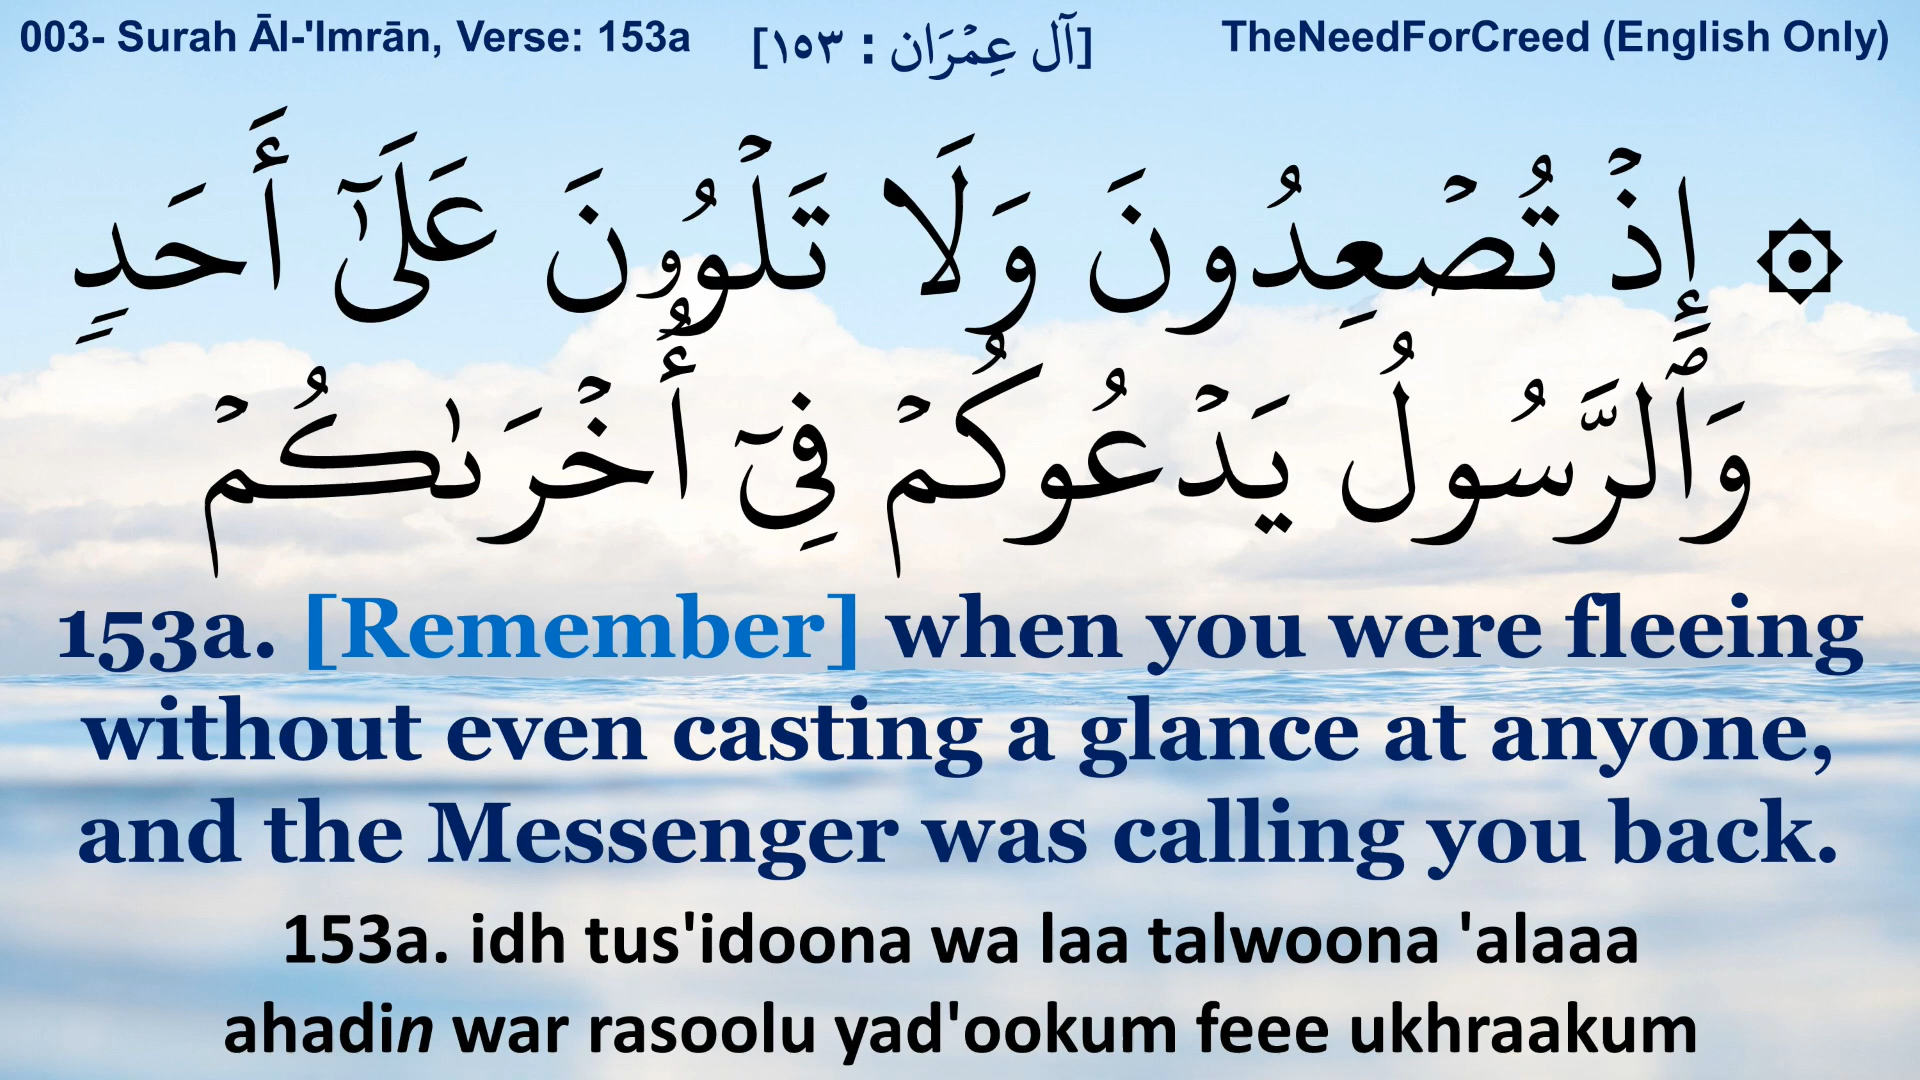 003- Surah Āl-'Imrān, Verse: 153a [آل عِمْرَان : ١٥٣] TheNeedForCreed (English Only)
۞ إِذْ تُصْعِدُونَ وَلَا تَلْوُۥنَ عَلَىٰٓ أَحَدٍ
وَٱلرَّسُولُ يَدْعُوكُمْ فِىٓ أُخْرَىٰكُمْ
153a. [Remember] when you were fleeing
without even casting a glance at anyone,
and the Messenger was calling you back.
153a. idh tus'idoona wa laa talwoona 'alaaa
ahadin war rasoolu yad'ookum feee ukhraakum